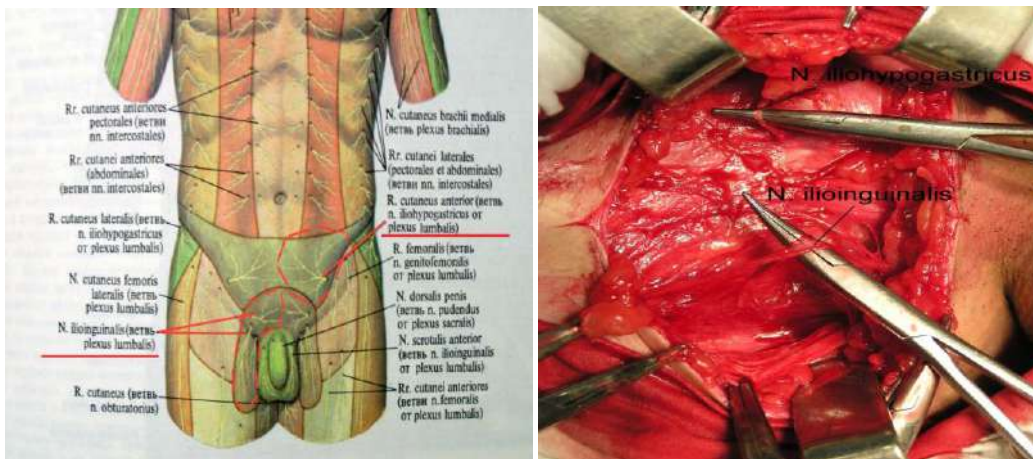 Rr. cutaneus anteriores
pectorales (ветви
nn. intercostales)
Rr. cutanei anteriores
(abdominales)
(ветви nn. intercostales)
R. cutaneus lateralis (ветвь
n. iliohypogastricus
от plexus lumbalis)
N. cutaneus femoris
lateralis (ветвь
plexus lumbalis)
N. ilioinguinalis (ветвь
plexus lumbalis)
R. cutaneus (ветвь
n. obturatorius)
N. cutaneus brachii medialis
(ветвь plexus brachialis)
Rr. cutanei laterales
(pectorales et abdominales)
(ветви nn. intercostales)
R. cutaneus anterior (ветвь
n. iliohypogastricus от
plexus lumbalis)
R. femoralis (ветвь
n. genitofemoralis
от plexus lumbalis)
N. dorsalis penis
(ветвь n. pudendus
от plexus sacralis)
N. scrotalis anterior
(ветвь n. ilioinguinalis
от plexus lumbalis)
Rr. cutanei anteriores
(ветви n. femoralis
от plexus lumbalis)
N. iliohypogastricus
N. ilioinguinalis